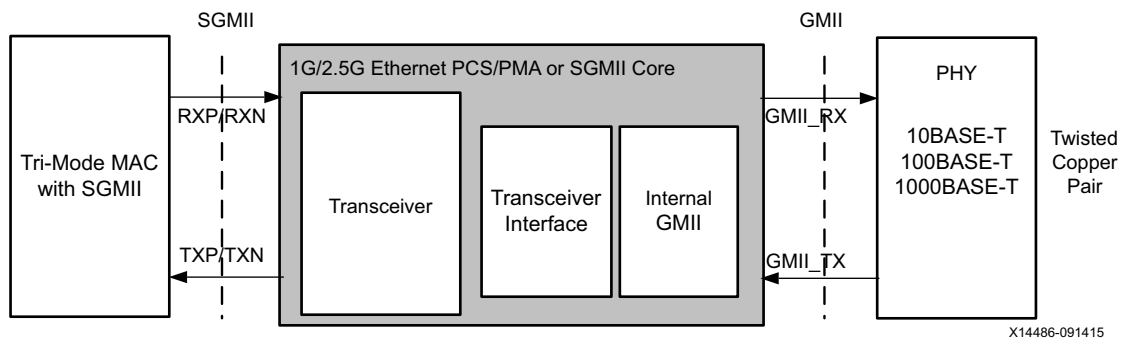 SGMII
GMII
1G/2.5G Ethernet PCS/PMA or SGMII Core
PHY
RXP/RXN
GMII_RX
10BASE-T
100BASE-T
1000BASE-T
Twisted
Copper
Pair
Tri-Mode MAC
with SGMII
Transceiver
Transceiver
Interface
Internal
GMII
TXP/TXN
GMII_TX
X14486-091415